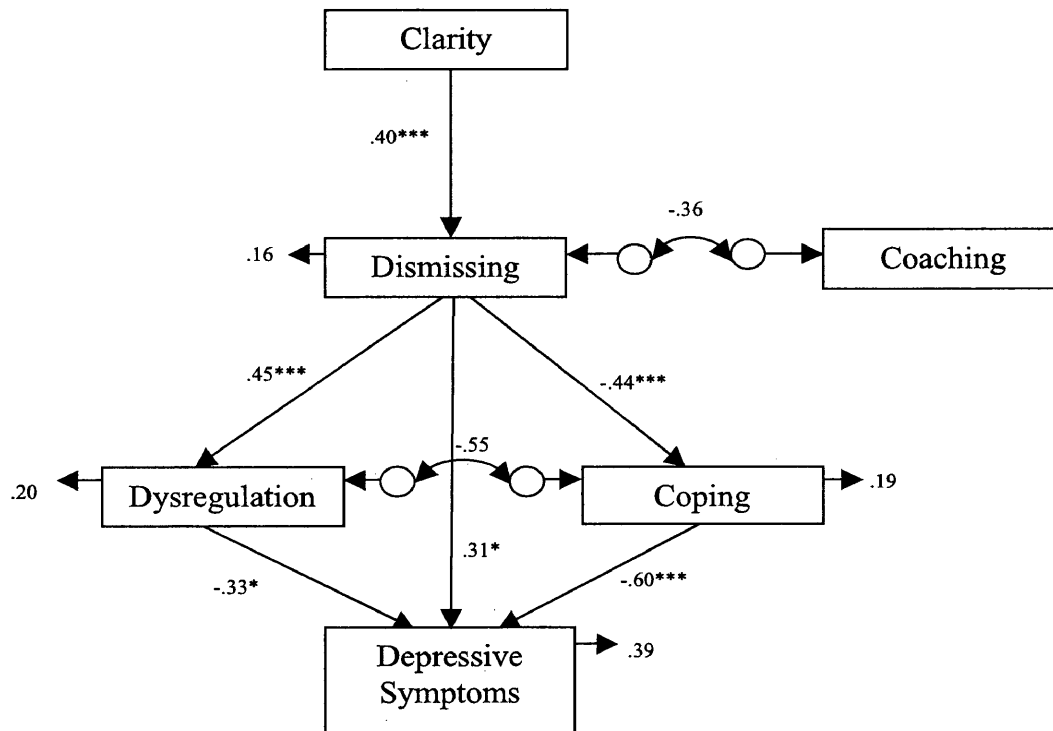 Clarity
.40***
-.36
.16
Dismissing
Coaching
.45***
-.44***
-.55
.20
Dysregulation
Coping
.19
-.33*
.31*
-.60***
Depressive
Symptoms
.39